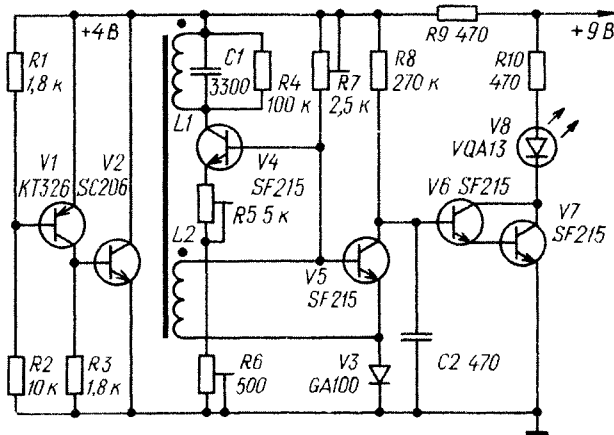 +4 В
R9 470
+9 В
R1
1,8 к
L1
C1
3300
R4
100 к
R7
2,5 к
R8
270 к
R10
470
V8
VQA13
V1
KT326
V2
SC206
V4
SF215
R5 5 к
V6 SF215
V7
SF215
L2
V5
SF215
R2
10 к
R3
1,8 к
R6
500
V3
GA100
C2 470